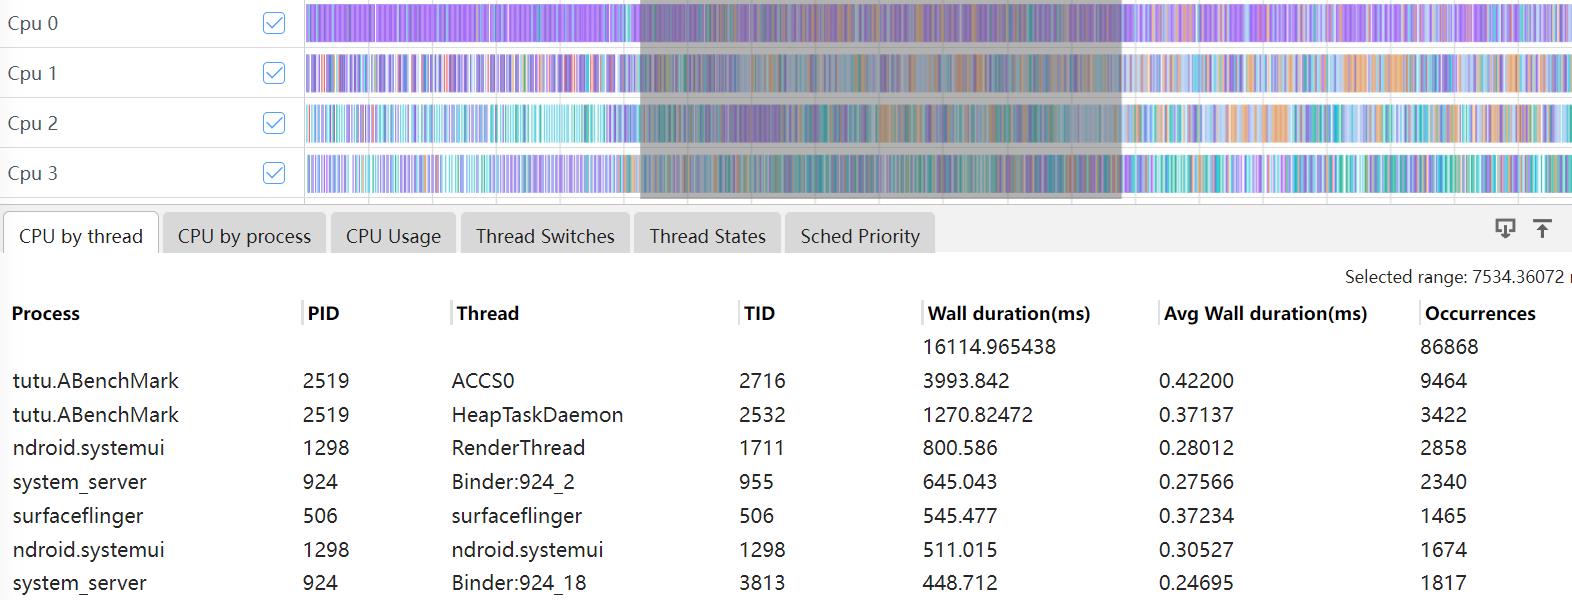 Cpu 0
Cpu 1
Cpu 2
Cpu 3
CPU by thread CPU by process CPU Usage Thread Switches Thread States Sched Priority
Selected range: 7534.36072
Process PID Thread TID Wall duration(ms) Avg Wall duration(ms) Occurrences
16114.965438 86868
tutu.ABenchMark 2519 ACCS0 2716 3993.842 0.42200 9464
tutu.ABenchMark 2519 HeapTaskDaemon 2532 1270.82472 0.37137 3422
ndroid.systemui 1298 RenderThread 1711 800.586 0.28012 2858
system_server 924 Binder:924_2 955 645.043 0.27566 2340
surfaceflinger 506 surfaceflinger 506 545.477 0.37234 1465
ndroid.systemui 1298 ndroid.systemui 1298 511.015 0.30527 1674
system_server 924 Binder:924_18 3813 448.712 0.24695 1817